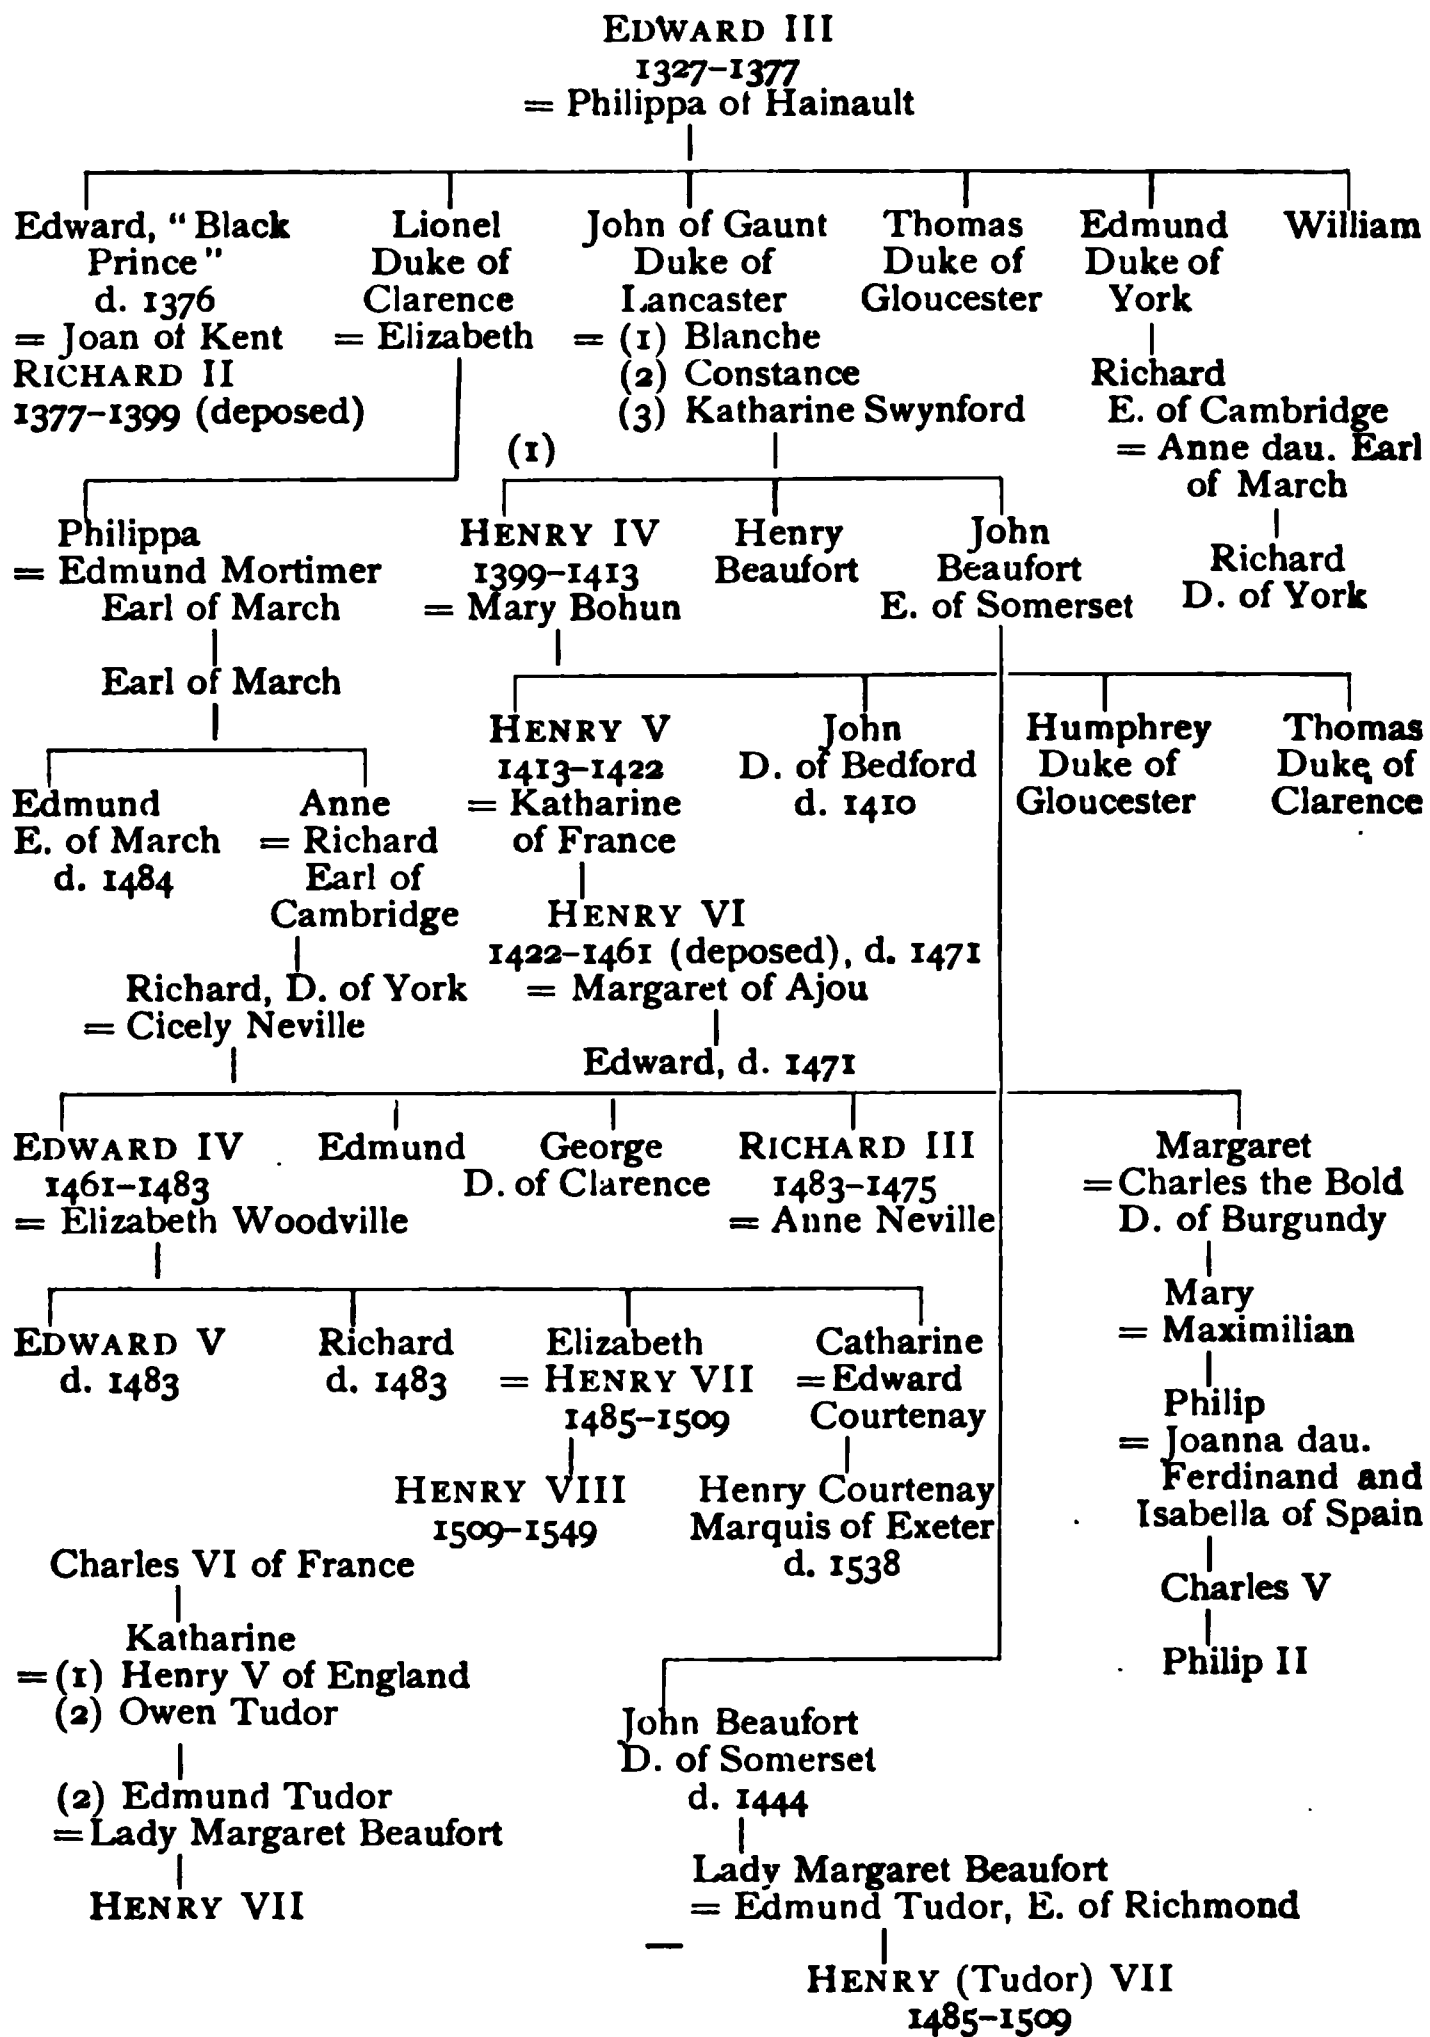 EDWARD III
1327–1377
= Philippa of Hainault
Edward, "Black
Prince"
d. 1376
= Joan of Kent
RICHARD II
1377–1399 (deposed)
Lionel
Duke of
Clarence
= Elizabeth
John of Gaunt
Duke of
Lancaster
= (1) Blanche
(2) Constance
(3) Katharine Swynford
Thomas
Duke of
Gloucester
Edmund
Duke of
York
William
Richard
E. of Cambridge
= Anne dau. Earl
of March
Richard
D. of York
(1)
Philippa
= Edmund Mortimer
Earl of March
Earl of March
HENRY IV
1399–1413
= Mary Bohun
Henry
Beaufort
John
Beaufort
E. of Somerset
Edmund
E. of March
d. 1484
Anne
= Richard
Earl of
Cambridge
Richard, D. of York
= Cicely Neville
HENRY V
1413–1422
= Katharine
of France
John
D. of Bedford
d. 1410
Humphrey
Duke of
Gloucester
Thomas
Duke of
Clarence
HENRY VI
1422–1461 (deposed), d. 1471
= Margaret of Ajou
Edward, d. 1471
EDWARD IV
1461–1483
= Elizabeth Woodville
Edmund
George
D. of Clarence
RICHARD III
1483–1475
= Anne Neville
Margaret
=Charles the Bold
D. of Burgundy
Mary
= Maximilian
Philip
= Joanna dau.
Ferdinand and
Isabella of Spain
Charles V
Philip II
EDWARD V
d. 1483
Richard
d. 1483
Elizabeth
= HENRY VII
1485–1509
HENRY VIII
1509–1549
Catharine
=Edward
Courtenay
Henry Courtenay
Marquis of Exeter
d. 1538
Charles VI of France
Katharine
=(1) Henry V of England
(2) Owen Tudor
(2) Edmund Tudor
=Lady Margaret Beaufort
HENRY VII
John Beaufort
D. of Somerset
d. 1444
Lady Margaret Beaufort
= Edmund Tudor, E. of Richmond
HENRY (Tudor) VII
1485–1509